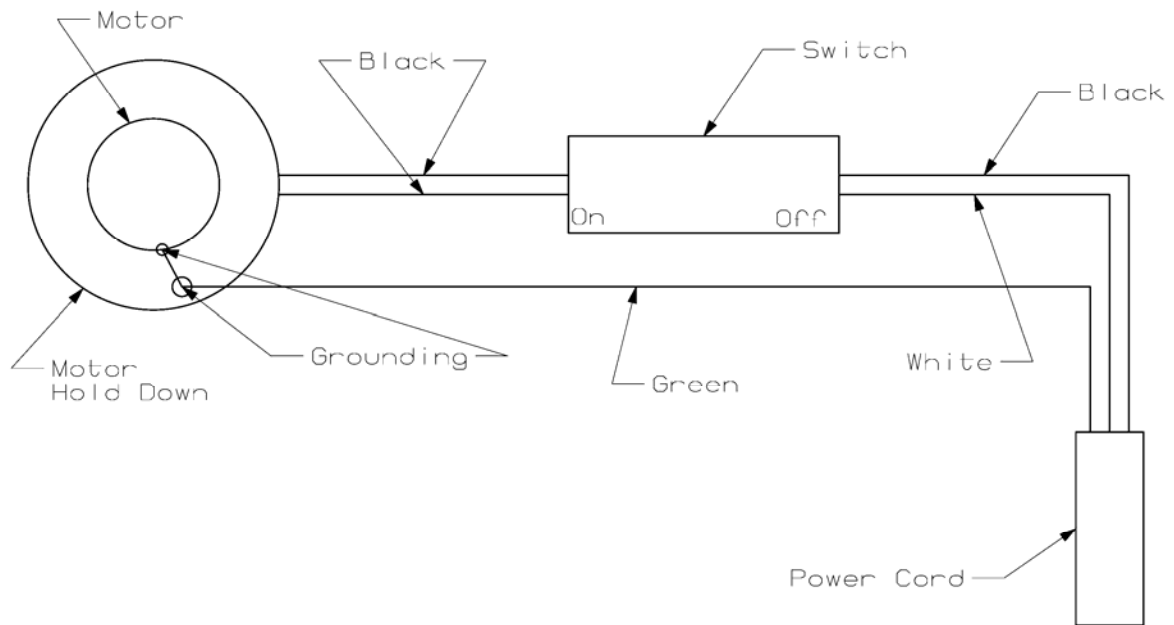 Motor
Black
Switch
Black
On
Off
Grounding
White
Motor
Hold Down
Green
Power Cord